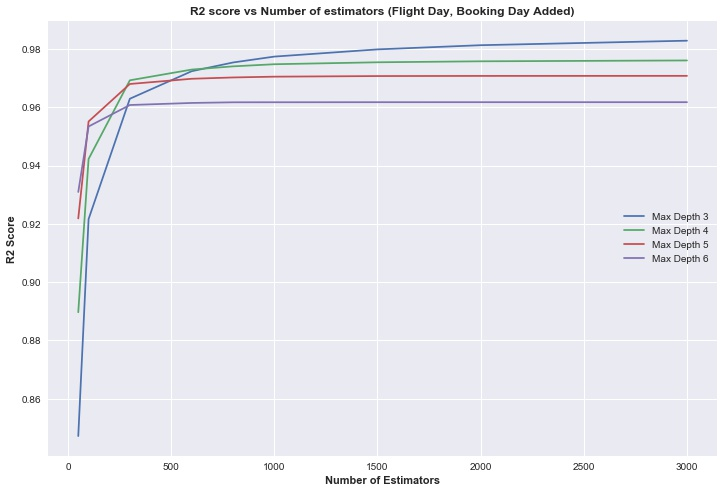 R2 score vs Number of estimators (Flight Day, Booking Day Added)
0.98
0.96
0.94
0.92
0.90
0.88
0.86
R2 Score
Max Depth 3
Max Depth 4
Max Depth 5
Max Depth 6
0 500 1000 1500 2000 2500 3000
Number of Estimators